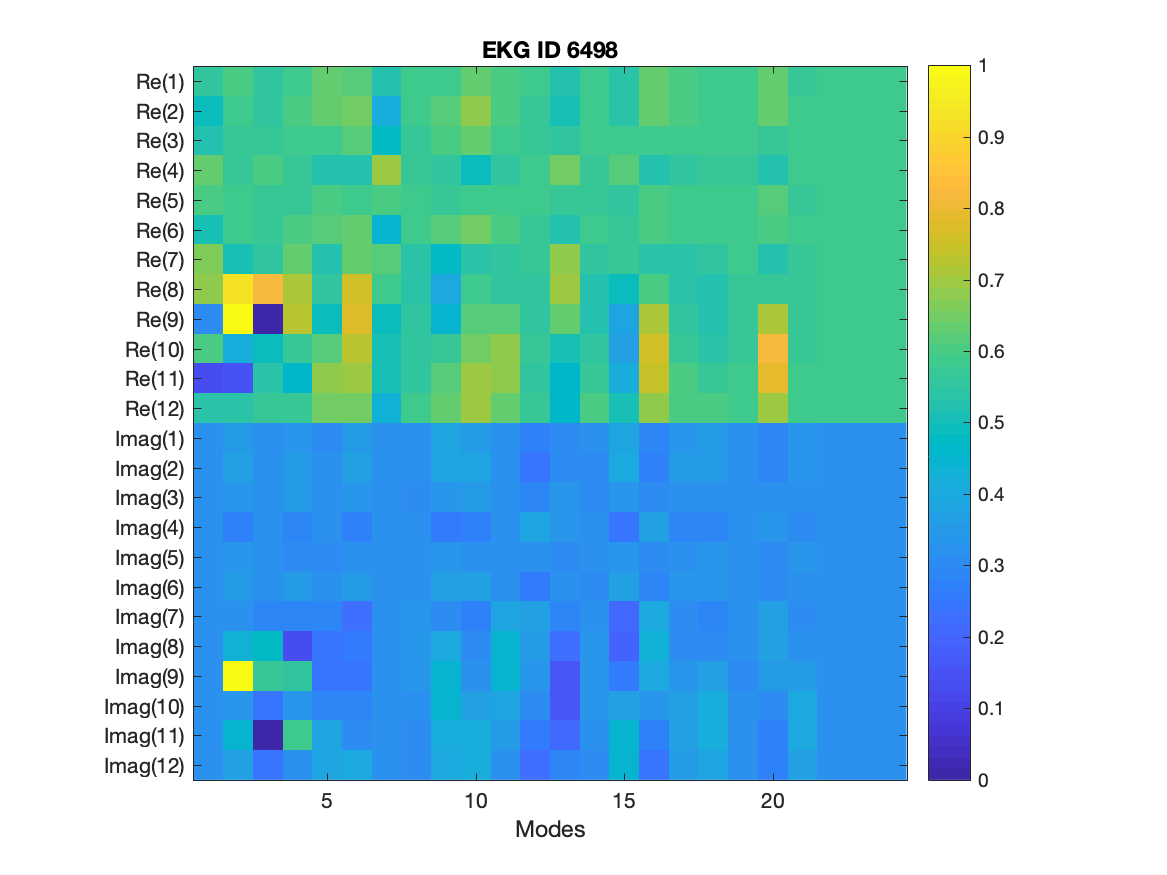 EKG ID 6498
Re(1)
Re(2)
Re(3)
Re(4)
Re(5)
Re(6)
Re(7)
Re(8)
Re(9)
Re(10)
Re(11)
Re(12)
Imag(1)
Imag(2)
Imag(3)
Imag(4)
Imag(5)
Imag(6)
Imag(7)
Imag(8)
Imag(9)
Imag(10)
Imag(11)
Imag(12)
5 10 15 20
Modes
1
0.9
0.8
0.7
0.6
0.5
0.4
0.3
0.2
0.1
0